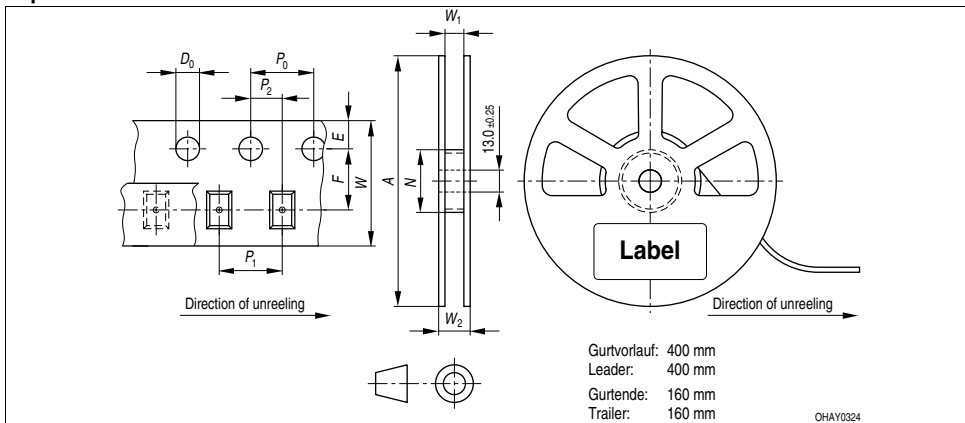 W1
D0
P0
P2
E
F
W
A
N
13.0 ±0.25
Label
P1
W2
Direction of unreeling
Direction of unreeling
Gurtvorlauf: 400 mm
Leader: 400 mm
Gurtende: 160 mm
Trailer: 160 mm
OHAY0324